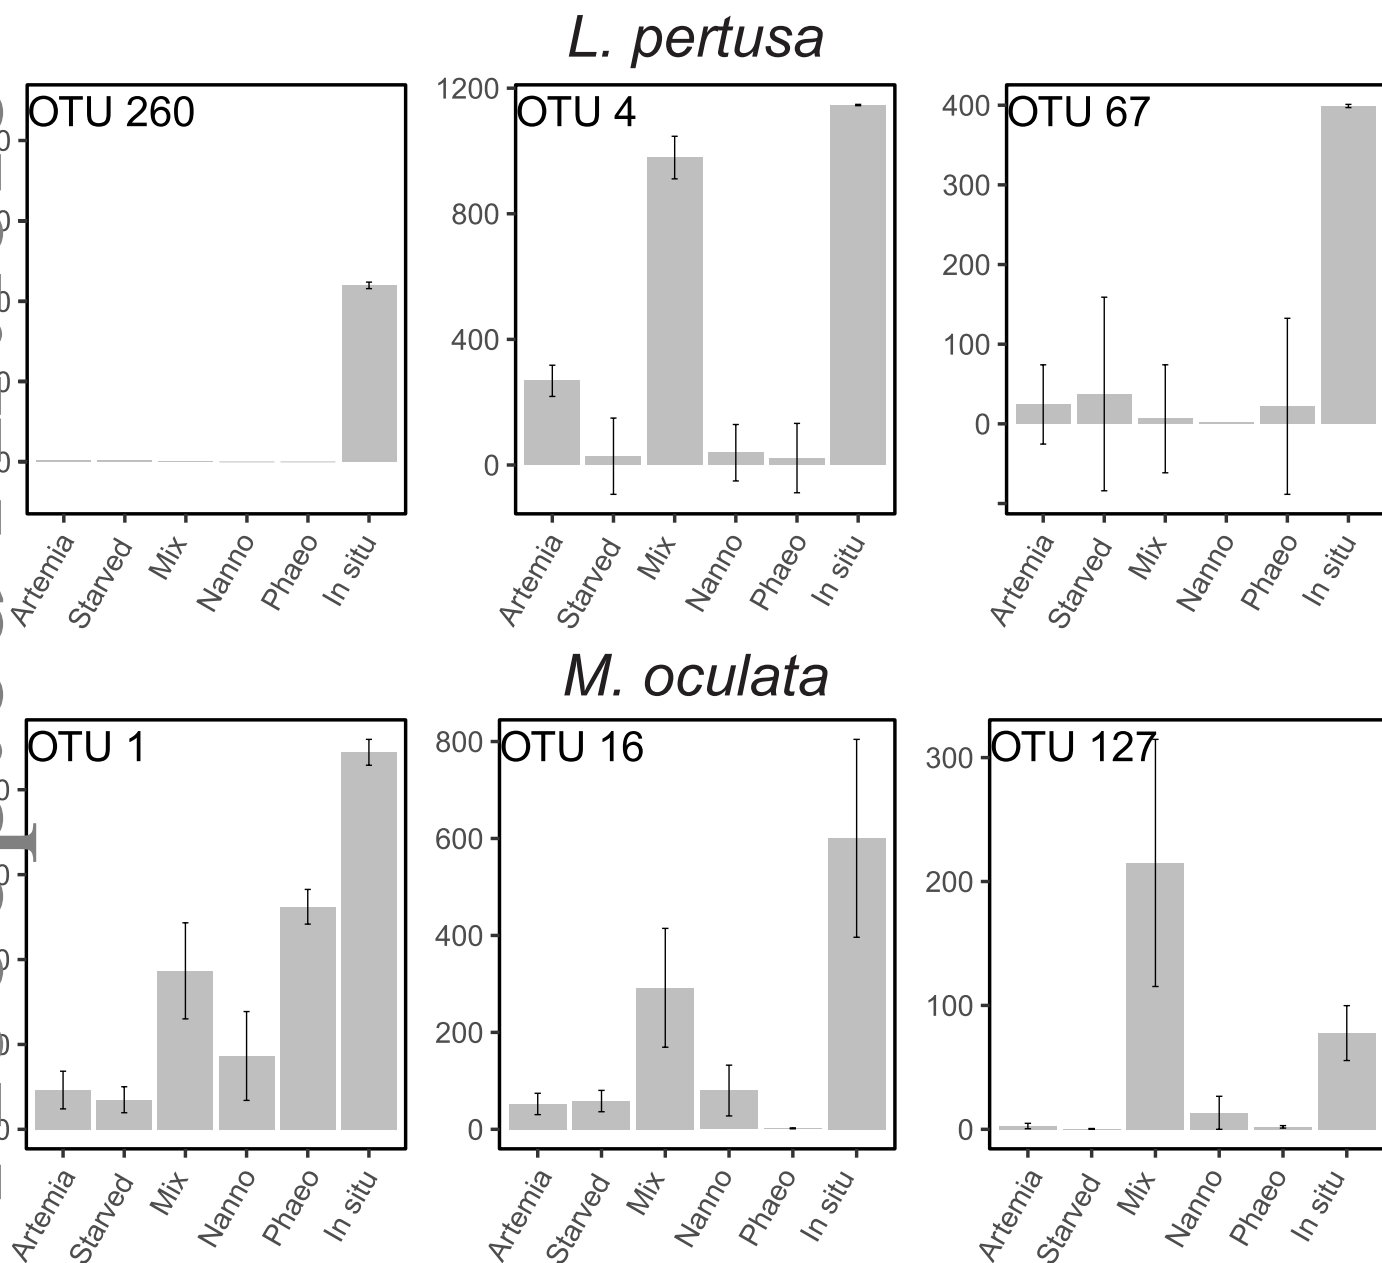 L. pertusa
OTU 260
0
Artemia
Starved
Mix
Nanno
Phaeo
In situ
OTU 4
1200
800
400
0
Artemia
Starved
Mix
Nanno
Phaeo
In situ
OTU 67
400
300
200
100
0
Artemia
Starved
Mix
Nanno
Phaeo
In situ
M. oculata
OTU 1
0
Artemia
Starved
Mix
Nanno
Phaeo
In situ
OTU 16
800
600
400
200
0
Artemia
Starved
Mix
Nanno
Phaeo
In situ
OTU 127
300
200
100
0
Artemia
Starved
Mix
Nanno
Phaeo
In situ